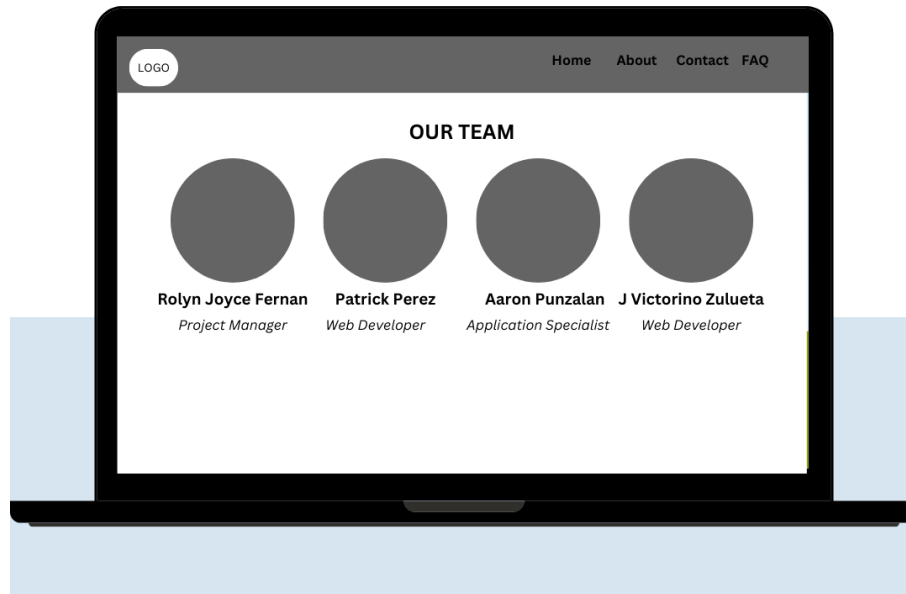 LOGO
Home About Contact FAQ
OUR TEAM
Rolyn Joyce Fernan Patrick Perez Aaron Punzalan J Victorino Zulueta
Project Manager Web Developer Application Specialist Web Developer